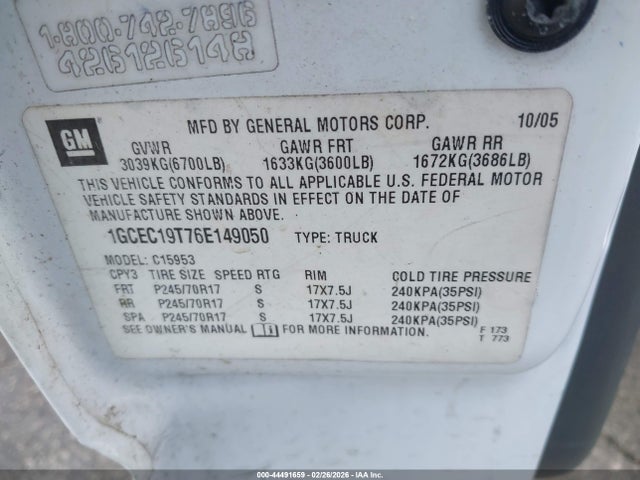 1-800-742-7896
42612614H
GM
MFD BY GENERAL MOTORS CORP. 10/05
GVWR GAWR FRT GAWR RR
3039KG(6700LB) 1633KG(3600LB) 1672KG(3686LB)
THIS VEHICLE CONFORMS TO ALL APPLICABLE U.S. FEDERAL MOTOR
VEHICLE SAFETY STANDARDS IN EFFECT ON THE DATE OF
MANUFACTURE SHOWN ABOVE.
1GCEC19T76E149050 TYPE: TRUCK
MODEL: C15953
CPY3 TIRE SIZE SPEED RTG RIM COLD TIRE PRESSURE
FRT P245/70R17 S 17X7.5J 240KPA(35PSI)
RR P245/70R17 S 17X7.5J 240KPA(35PSI)
SPA P245/70R17 S 17X7.5J 240KPA(35PSI)
SEE OWNER'S MANUAL FOR MORE INFORMATION. F 173
T 773
000-44491659 - 02/26/2026 - IAA Inc.